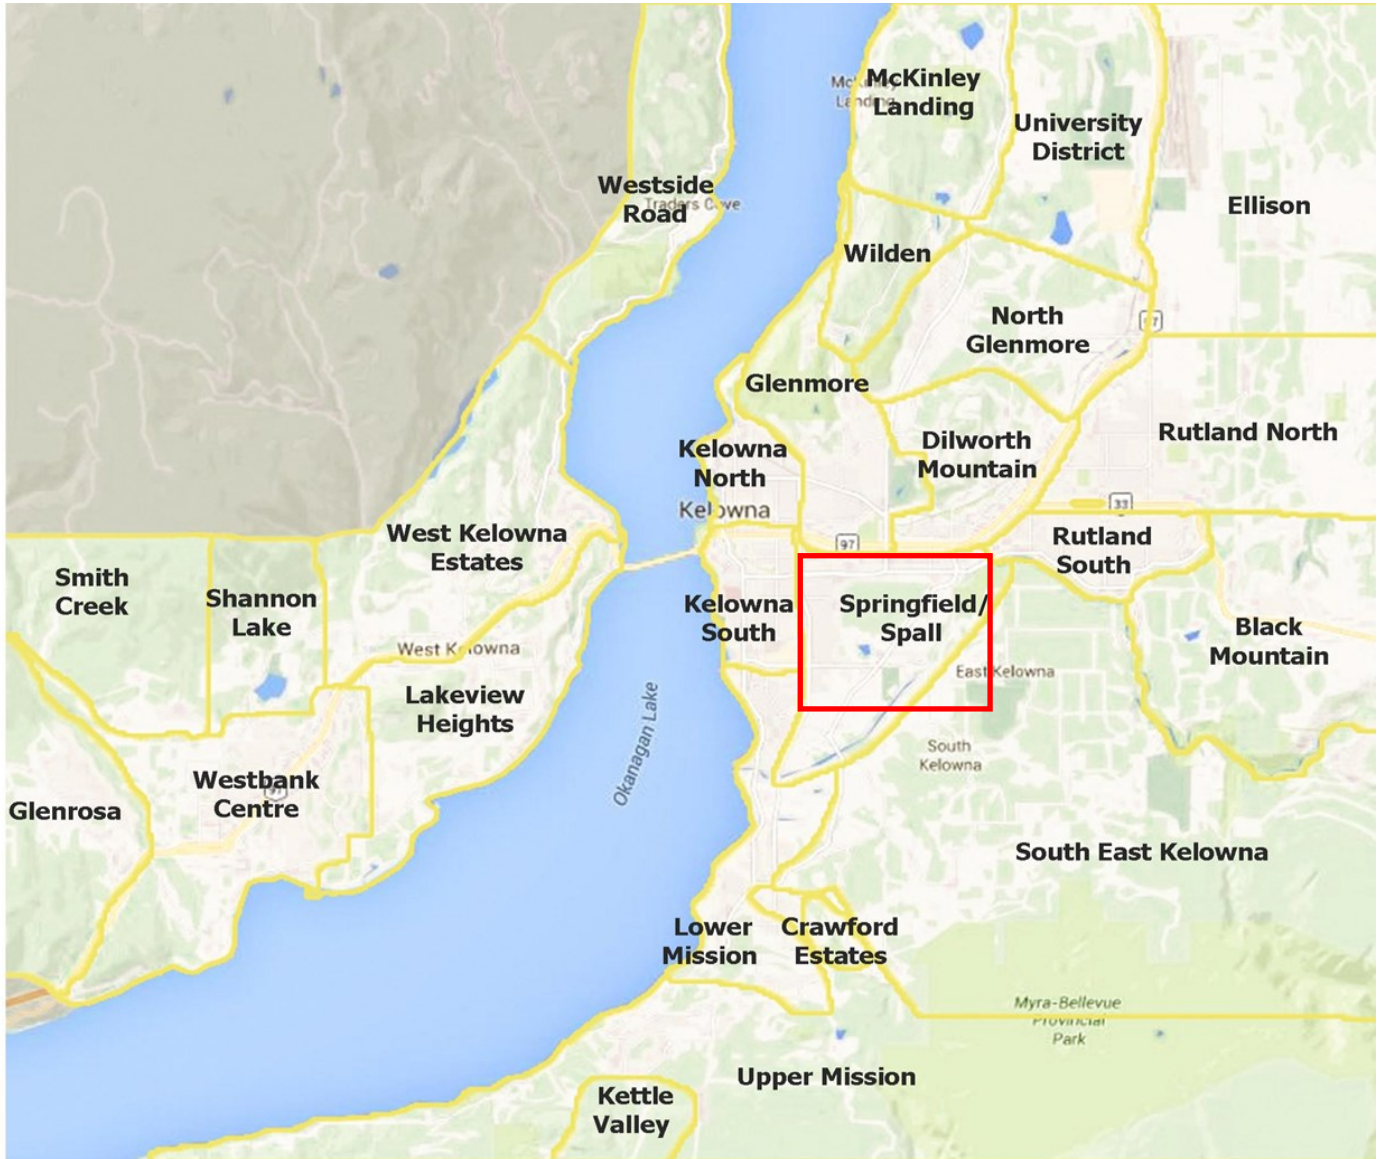 McKinley
Landing
McKinley
Landing
University
District
Westside
Road
Traders Cove
Ellison
Wilden
North
Glenmore
97
Glenmore
Rutland North
Dilworth
Mountain
Kelowna
North
Kelowna
33
West Kelowna
Estates
97
Rutland
South
Smith
Creek
Shannon
Lake
Kelowna
South
Springfield/
Spall
Black
Mountain
West Kelowna
East Kelowna
Lakeview
Heights
Okanagan Lake
South
Kelowna
Westbank
Centre
97
Glenrosa
South East Kelowna
Lower
Mission
Crawford
Estates
Myra-Bellevue
Provincial
Park
Upper Mission
Kettle
Valley